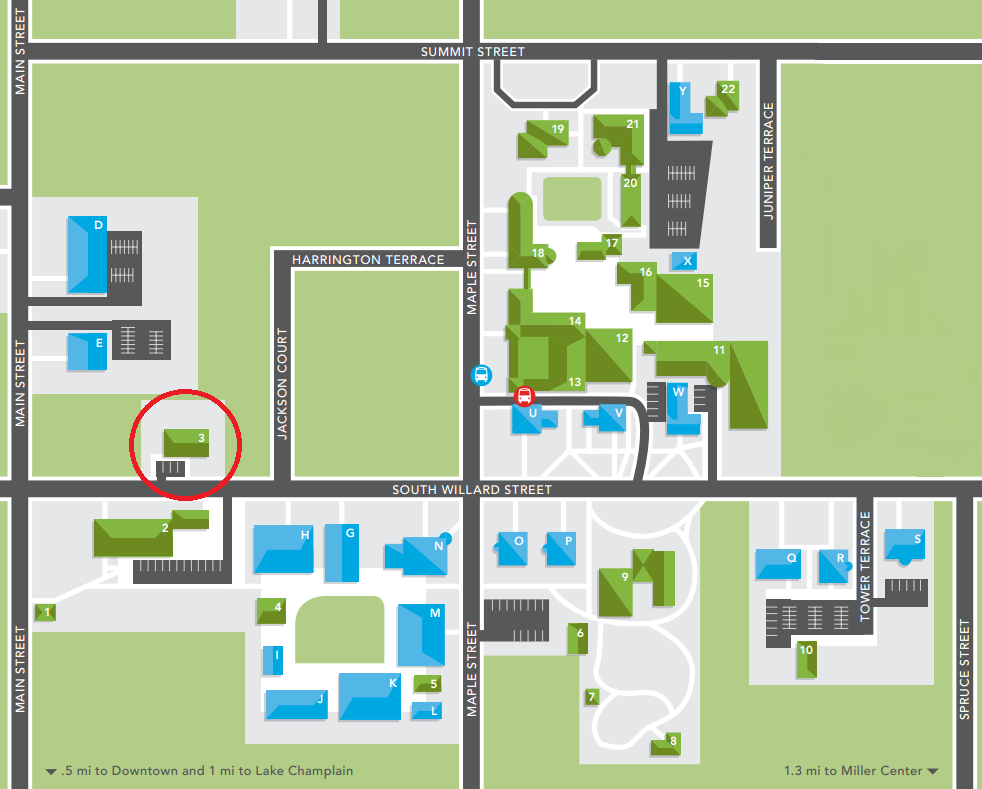 MAIN STREET
SUMMIT STREET
Y
22
19
21
JUNIPER TERRACE
20
D
MAPLE STREET
17
18
HARRINGTON TERRACE
X
16
15
14
12
E
MAIN STREET
JACKSON COURT
11
13
W
U
V
3
SOUTH WILLARD STREET
2
H
G
N
O
P
TOWER TERRACE
S
Q
R
9
1
4
M
6
MAIN STREET
MAPLE STREET
SPRUCE STREET
I
10
K
5
J
L
7
8
.5 mi to Downtown and 1 mi to Lake Champlain
1.3 mi to Miller Center